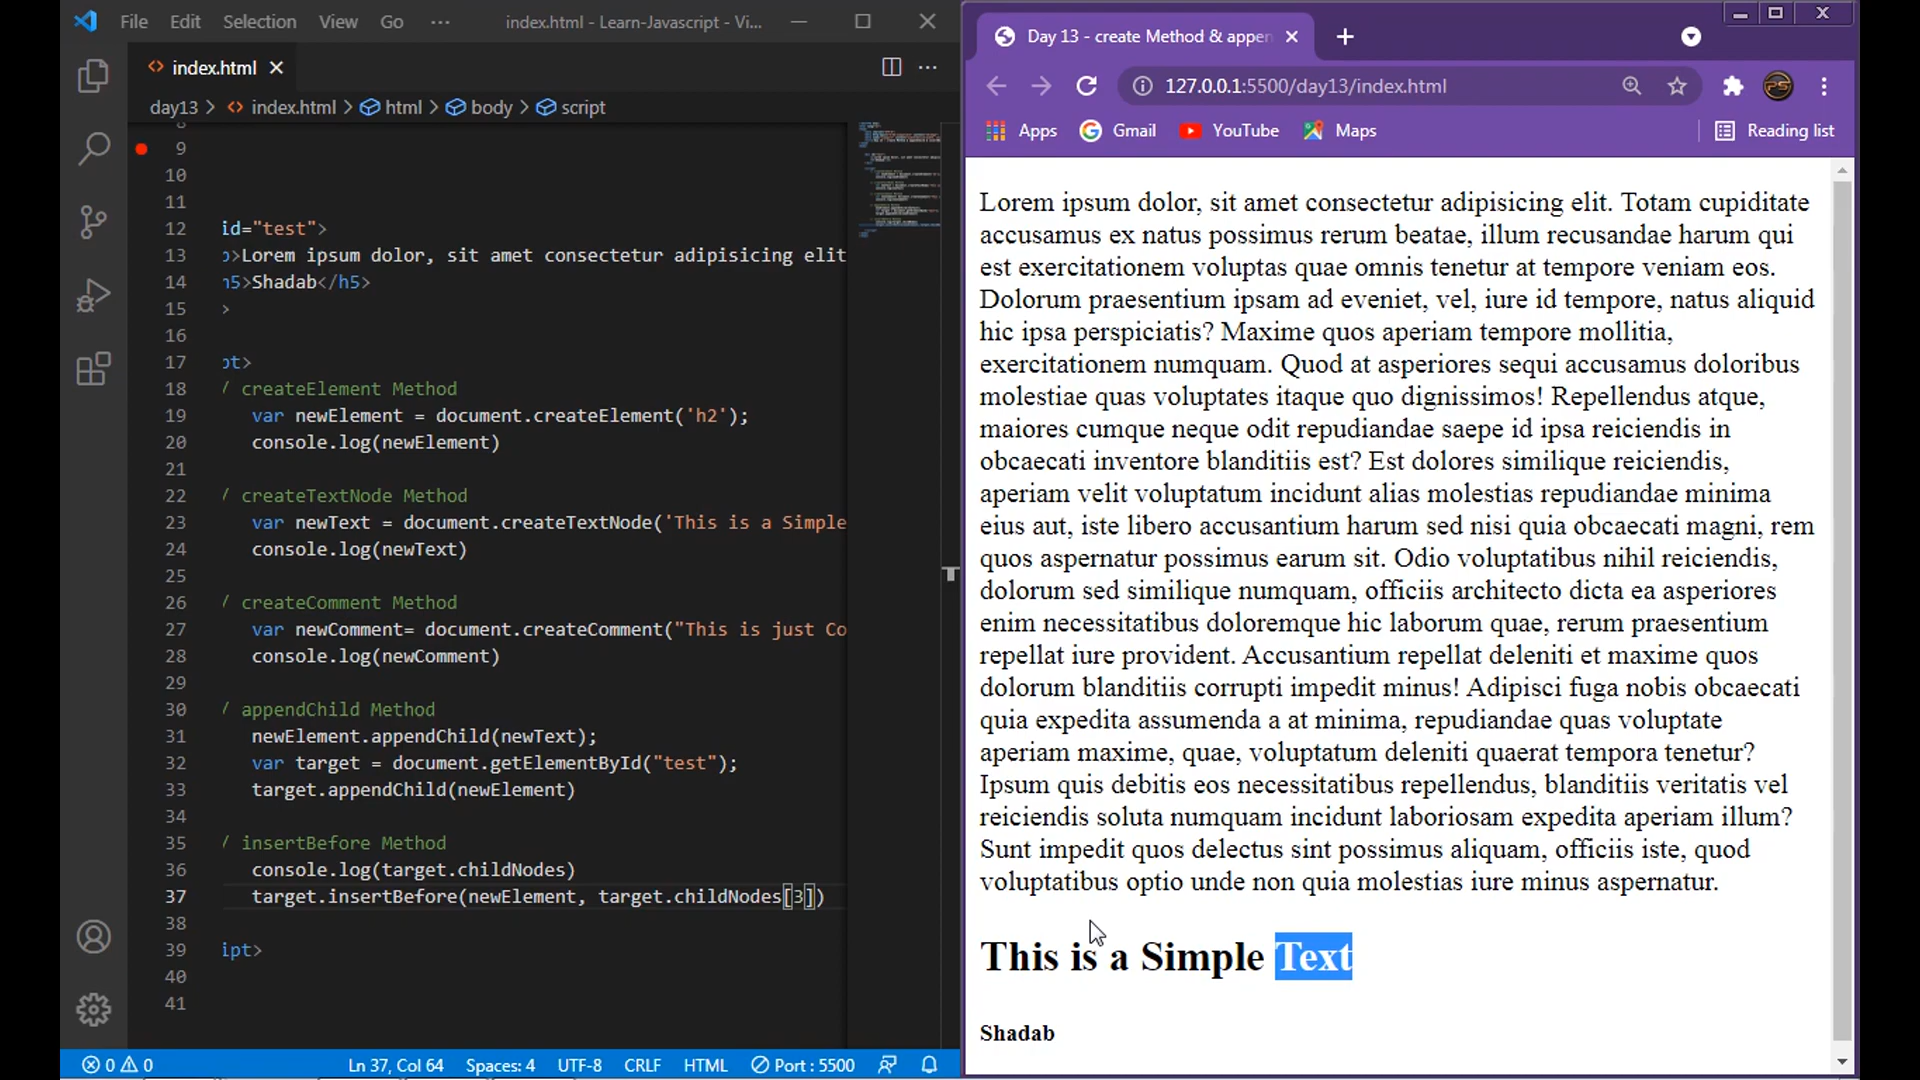 File Edit Selection View Go ··· index.html - Learn-Javascript - Vi...
index.html
day13 > index.html > html > body > script
8
9
10
11
12 id="test">
13 >Lorem ipsum dolor, sit amet consectetur adipisicing elit
14 h5>Shadab</h5>
15 >
16
17 pt>
18 / createElement Method
19 var newElement = document.createElement('h2');
20 console.log(newElement)
21
22 / createTextNode Method
23 var newText = document.createTextNode('This is a Simple
24 console.log(newText)
25
26 / createComment Method
27 var newComment= document.createComment("This is just Co
28 console.log(newComment)
29
30 / appendChild Method
31 newElement.appendChild(newText);
32 var target = document.getElementById("test");
33 target.appendChild(newElement)
34
35 / insertBefore Method
36 console.log(target.childNodes)
37 target.insertBefore(newElement, target.childNodes[3])
38
39 ipt>
40
41
0 0 Ln 37, Col 64 Spaces: 4 UTF-8 CRLF HTML Port : 5500
Day 13 - create Method & appen
127.0.0.1:5500/day13/index.html
Apps Gmail YouTube Maps Reading list
Lorem ipsum dolor, sit amet consectetur adipisicing elit. Totam cupiditate
accusamus ex natus possimus rerum beatae, illum recusandae harum qui
est exercitationem voluptas quae omnis tenetur at tempore veniam eos.
Dolorum praesentium ipsam ad eveniet, vel, iure id tempore, natus aliquid
hic ipsa perspiciatis? Maxime quos aperiam tempore mollitia,
exercitationem numquam. Quod at asperiores sequi accusamus doloribus
molestiae quas voluptates itaque quo dignissimos! Repellendus atque,
maiores cumque neque odit repudiandae saepe id ipsa reiciendis in
obcaecati inventore blanditiis est? Est dolores similique reiciendis,
aperiam velit voluptatum incidunt alias molestias repudiandae minima
eius aut, iste libero accusantium harum sed nisi quia obcaecati magni, rem
quos aspernatur possimus earum sit. Odio voluptatibus nihil reiciendis,
dolorum sed similique numquam, officiis architecto dicta ea asperiores
enim necessitatibus doloremque hic laborum quae, rerum praesentium
repellat iure provident. Accusantium repellat deleniti et maxime quos
dolorum blanditiis corrupti impedit minus! Adipisci fuga nobis obcaecati
quia expedita assumenda a at minima, repudiandae quas voluptate
aperiam maxime, quae, voluptatum deleniti quaerat tempora tenetur?
Ipsum quis debitis eos necessitatibus repellendus, blanditiis veritatis vel
reiciendis soluta numquam incidunt laboriosam expedita aperiam illum?
Sunt impedit quos delectus sint possimus aliquam, officiis iste, quod
voluptatibus optio unde non quia molestias iure minus aspernatur.
This is a Simple Text
Shadab